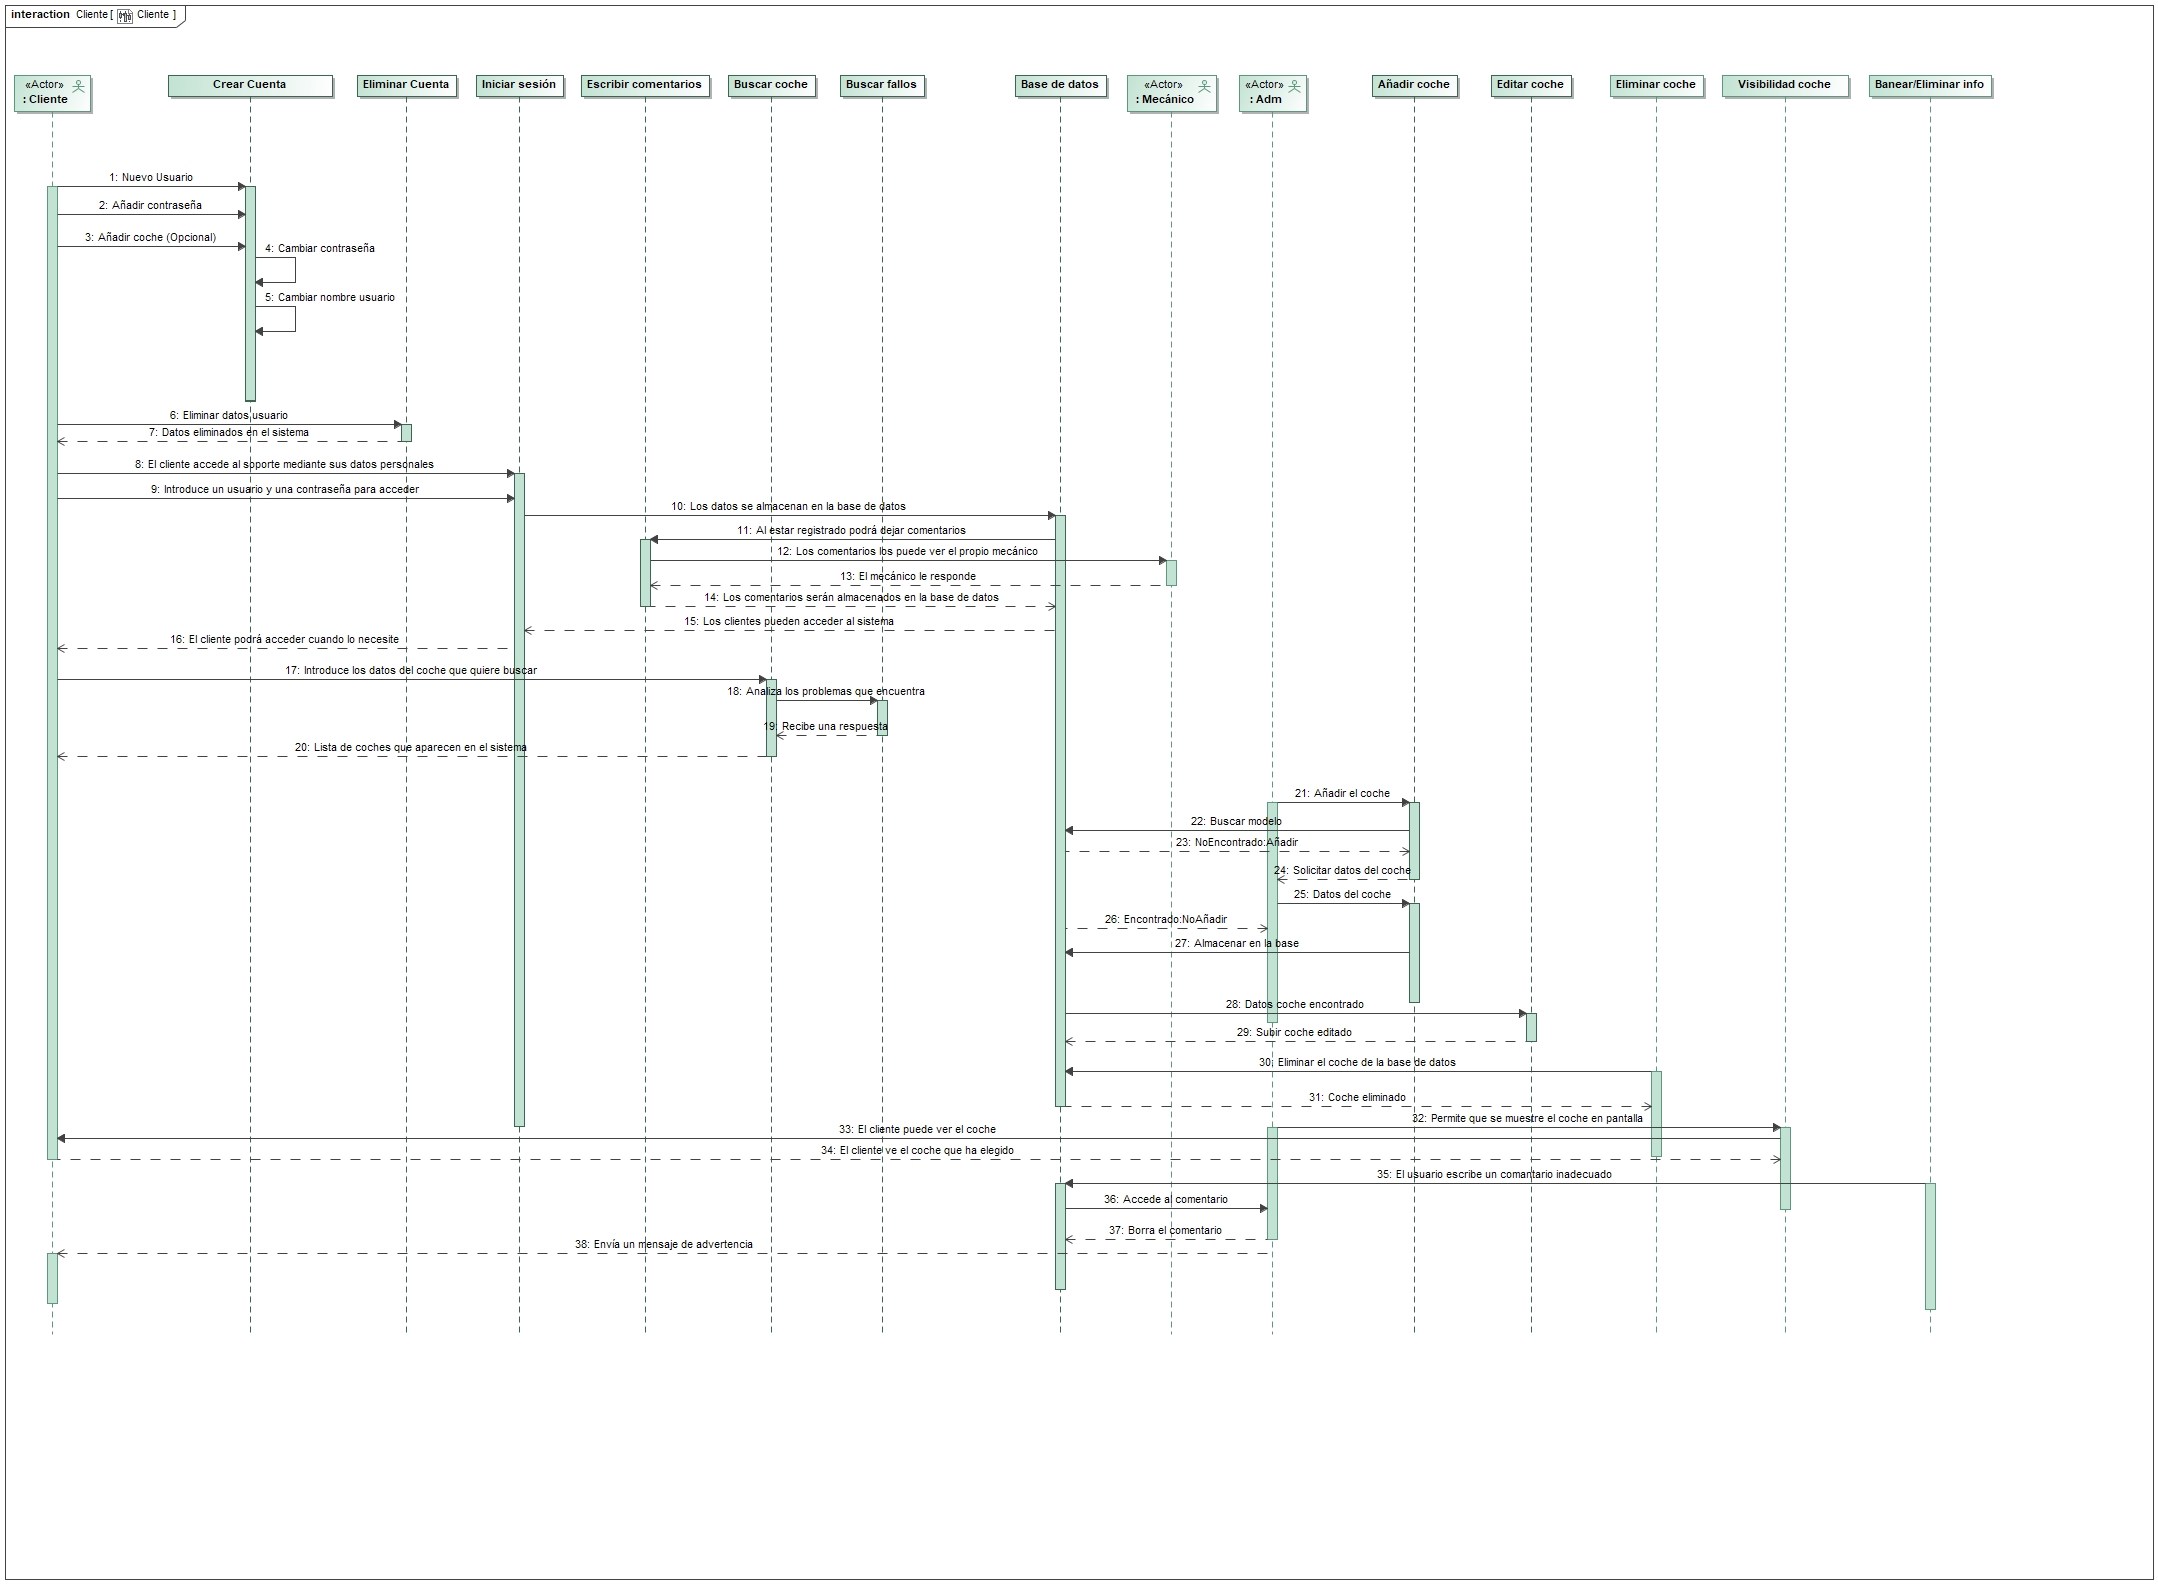 interaction Cliente [ Cliente ]
«Actor»
: Cliente
Crear Cuenta
Eliminar Cuenta
Iniciar sesión
Escribir comentarios
Buscar coche
Buscar fallos
Base de datos
«Actor»
: Mecánico
«Actor»
: Adm
Añadir coche
Editar coche
Eliminar coche
Visibilidad coche
Banear/Eliminar info
1: Nuevo Usuario
2: Añadir contraseña
3: Añadir coche (Opcional)
4: Cambiar contraseña
5: Cambiar nombre usuario
6: Eliminar datos usuario
7: Datos eliminados en el sistema
8: El cliente accede al soporte mediante sus datos personales
9: Introduce un usuario y una contraseña para acceder
10: Los datos se almacenan en la base de datos
11: Al estar registrado podrá dejar comentarios
12: Los comentarios los puede ver el propio mecánico
13: El mecánico le responde
14: Los comentarios serán almacenados en la base de datos
15: Los clientes pueden acceder al sistema
16: El cliente podrá acceder cuando lo necesite
17: Introduce los datos del coche que quiere buscar
18: Analiza los problemas que encuentra
19: Recibe una respuesta
20: Lista de coches que aparecen en el sistema
21: Añadir el coche
22: Buscar modelo
23: NoEncontrado:Añadir
24: Solicitar datos del coche
25: Datos del coche
26: Encontrado:NoAñadir
27: Almacenar en la base
28: Datos coche encontrado
29: Subir coche editado
30: Eliminar el coche de la base de datos
31: Coche eliminado
32: Permite que se muestre el coche en pantalla
33: El cliente puede ver el coche
34: El cliente ve el coche que ha elegido
35: El usuario escribe un comantario inadecuado
36: Accede al comentario
37: Borra el comentario
38: Envía un mensaje de advertencia